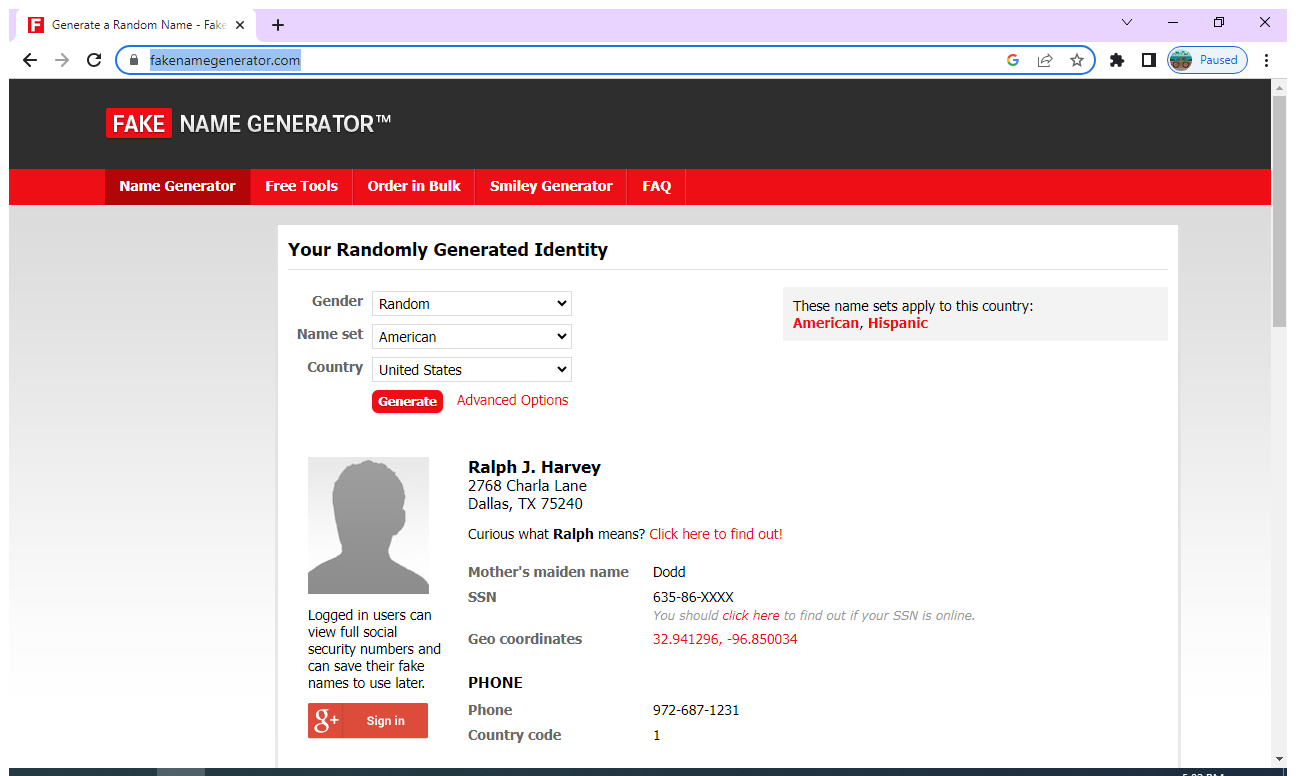 Generate a Random Name - Fake
fakenamegenerator.com
Paused
FAKE NAME GENERATOR™
Name Generator Free Tools Order in Bulk Smiley Generator FAQ
Your Randomly Generated Identity
Gender Random
Name set American
Country United States
Generate Advanced Options
These name sets apply to this country:
American, Hispanic
Ralph J. Harvey
2768 Charla Lane
Dallas, TX 75240
Curious what Ralph means? Click here to find out!
Mother's maiden name Dodd
SSN 635-86-XXXX
You should click here to find out if your SSN is online.
Geo coordinates 32.941296, -96.850034
PHONE
Phone 972-687-1231
Country code 1
Logged in users can
view full social
security numbers and
can save their fake
names to use later.
g+ Sign in